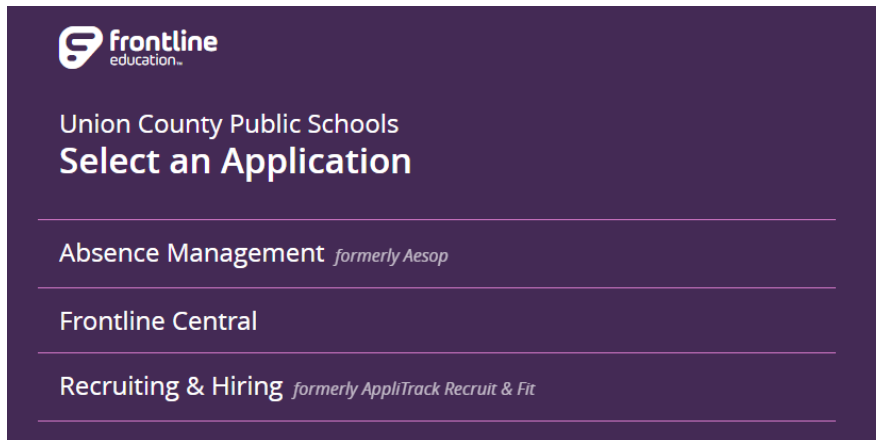 frontline
education™
Union County Public Schools
Select an Application
Absence Management formerly Aesop
Frontline Central
Recruiting & Hiring formerly AppliTrack Recruit & Fit